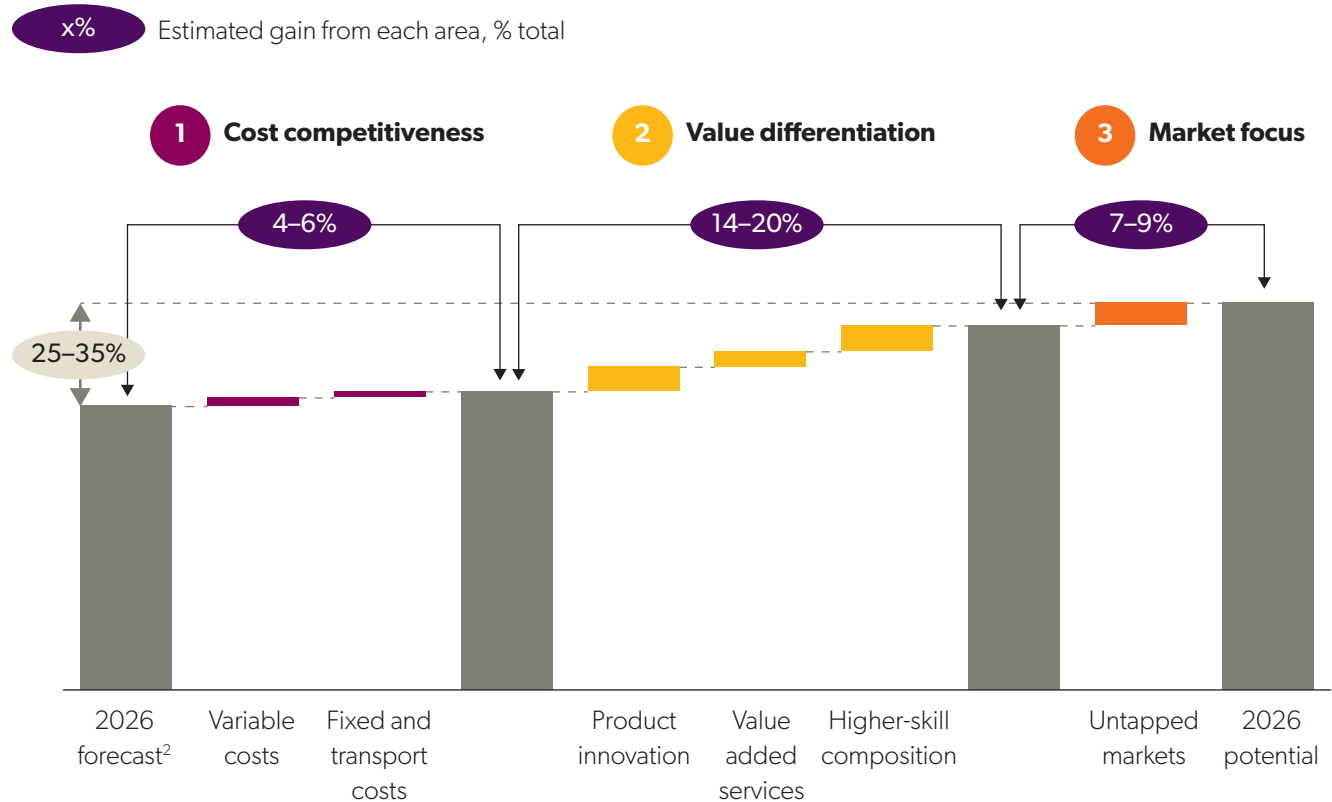 x% Estimated gain from each area, % total
1 Cost competitiveness
2 Value differentiation
3 Market focus
4–6%
14–20%
7–9%
25–35%
2026
forecast²
Variable
costs
Fixed and
transport
costs
Product
innovation
Value
added
services
Higher-skill
composition
Untapped
markets
2026
potential